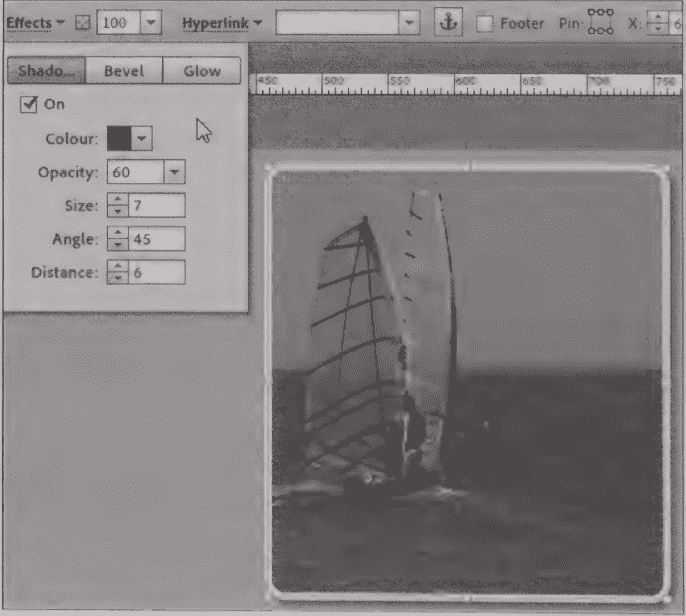 Effects 100 Hyperlink Footer Pin: X: 6
Shado... Bevel Glow
450 500 550 600 650 700 750
On
Colour:
Opacity: 60
Size: 7
Angle: 45
Distance: 6